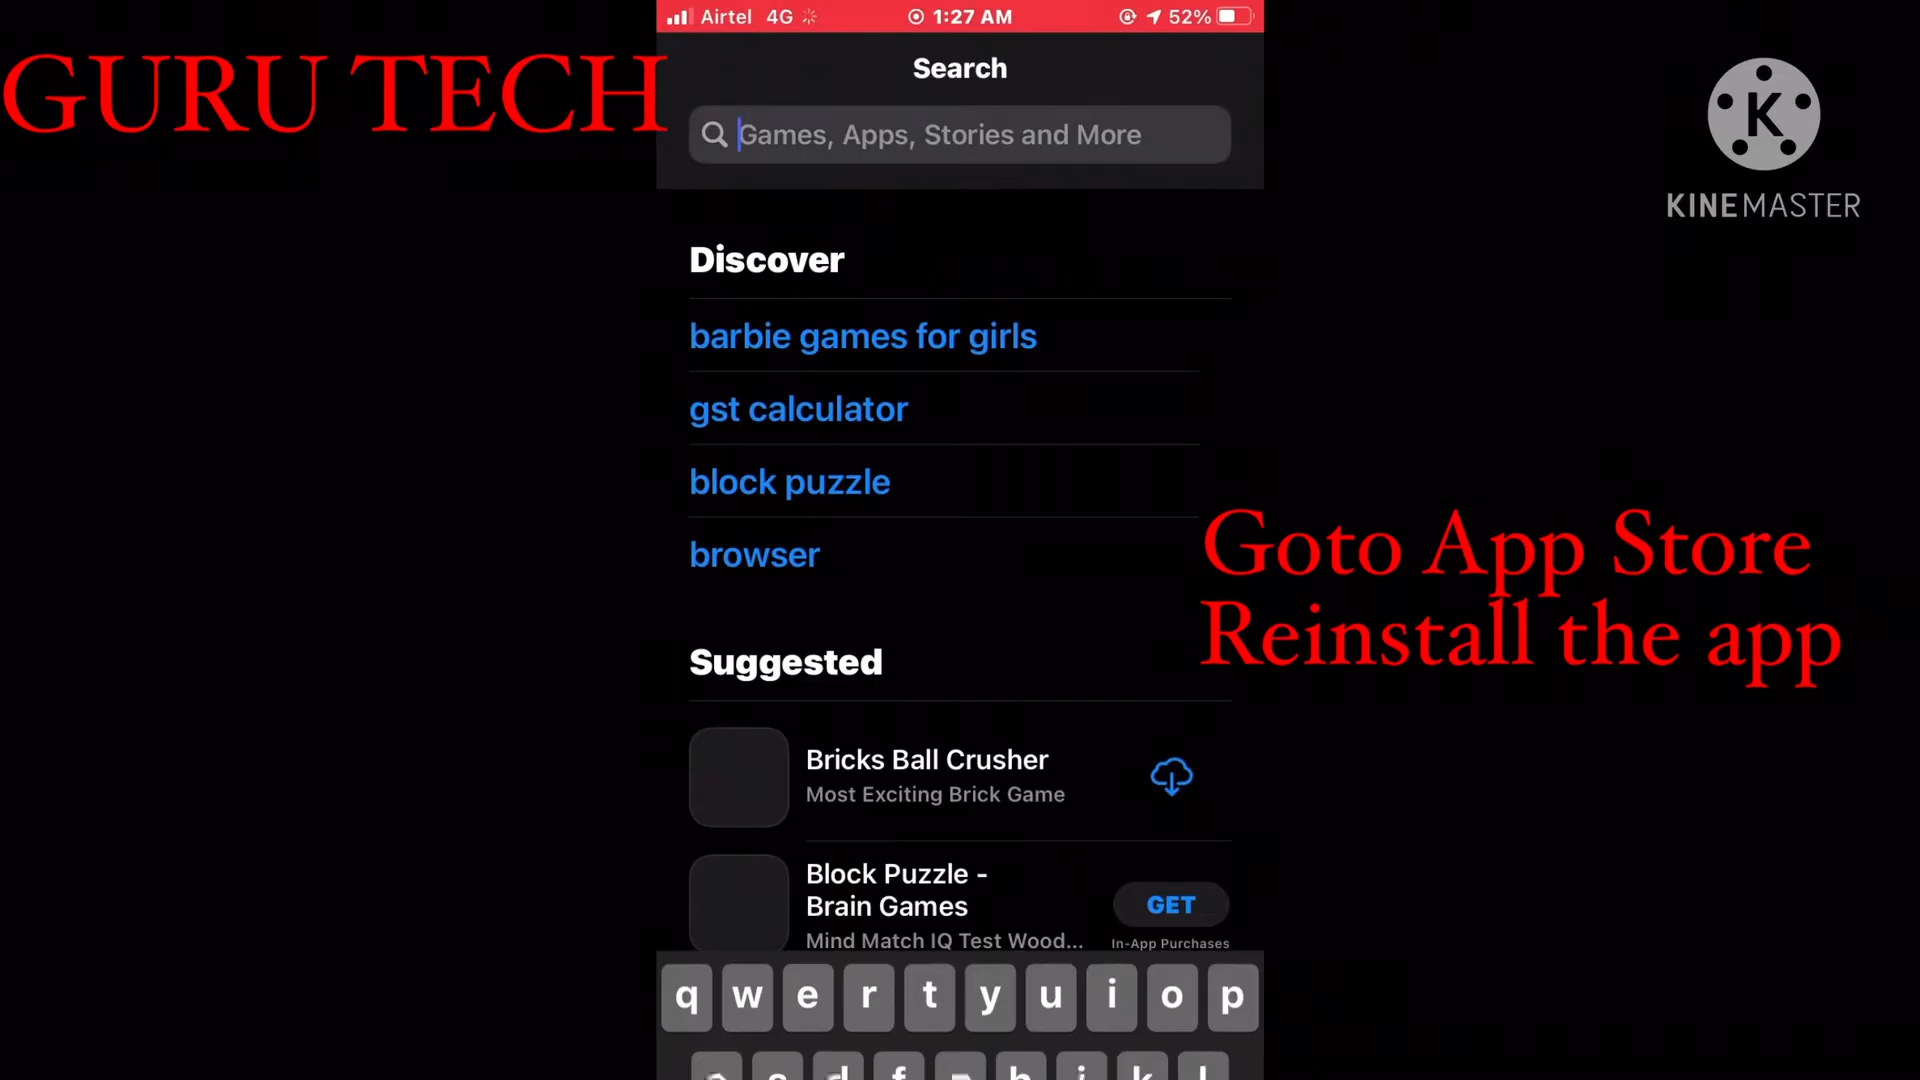 Airtel 4G 1:27 AM 52%
GURU TECH
Search
Games, Apps, Stories and More
K
KINEMASTER
Discover
barbie games for girls
gst calculator
block puzzle
browser
Goto App Store
Reinstall the app
Suggested
Bricks Ball Crusher
Most Exciting Brick Game
Block Puzzle -
Brain Games
GET
Mind Match IQ Test Wood...
In-App Purchases
q w e r t y u i o p